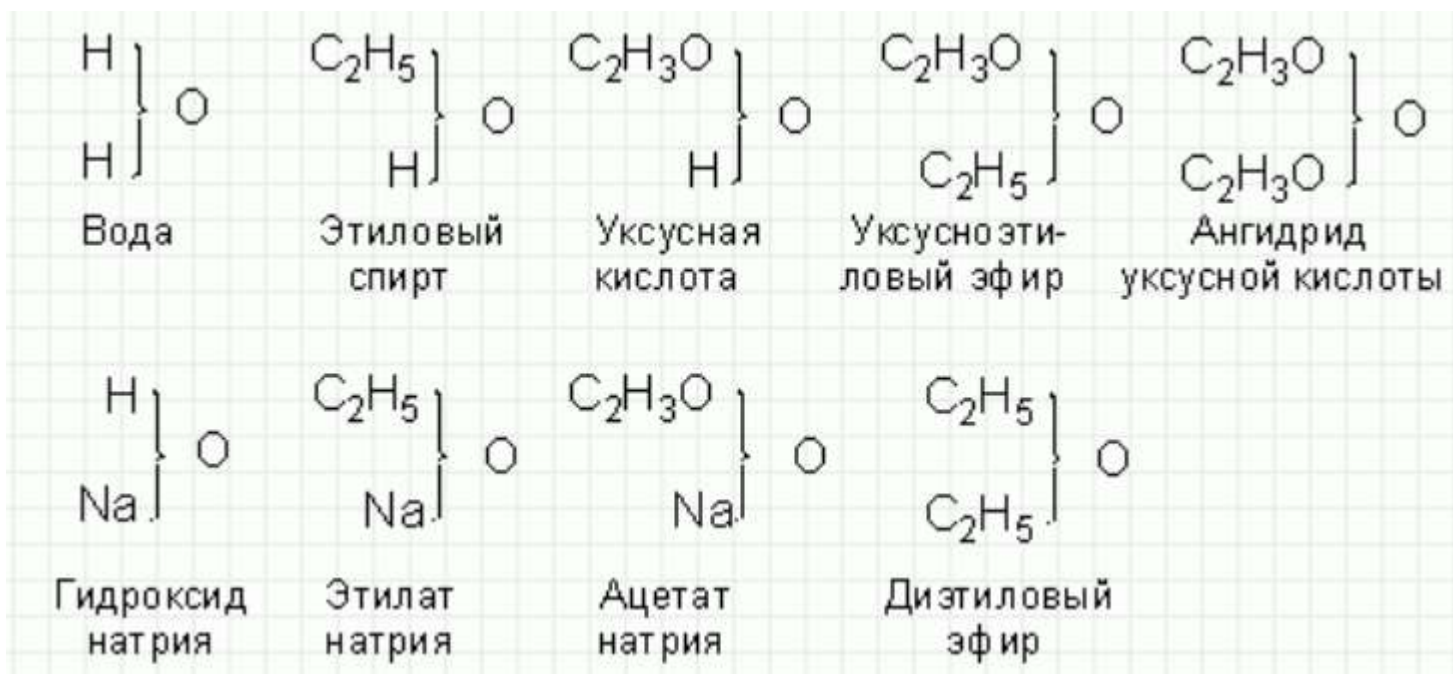 H C₂H₅ C₂H₃O C₂H₃O C₂H₃O
O O O O O
H H H C₂H₅ C₂H₃O
Вода Этиловый Уксусная Уксусноэти- Ангидрид
спирт кислота ловый эфир уксусной кислоты
H C₂H₅ C₂H₃O C₂H₅
O O O O
Na Na Na C₂H₅
Гидроксид Этилат Ацетат Диэтиловый
натрия натрия натрия эфир